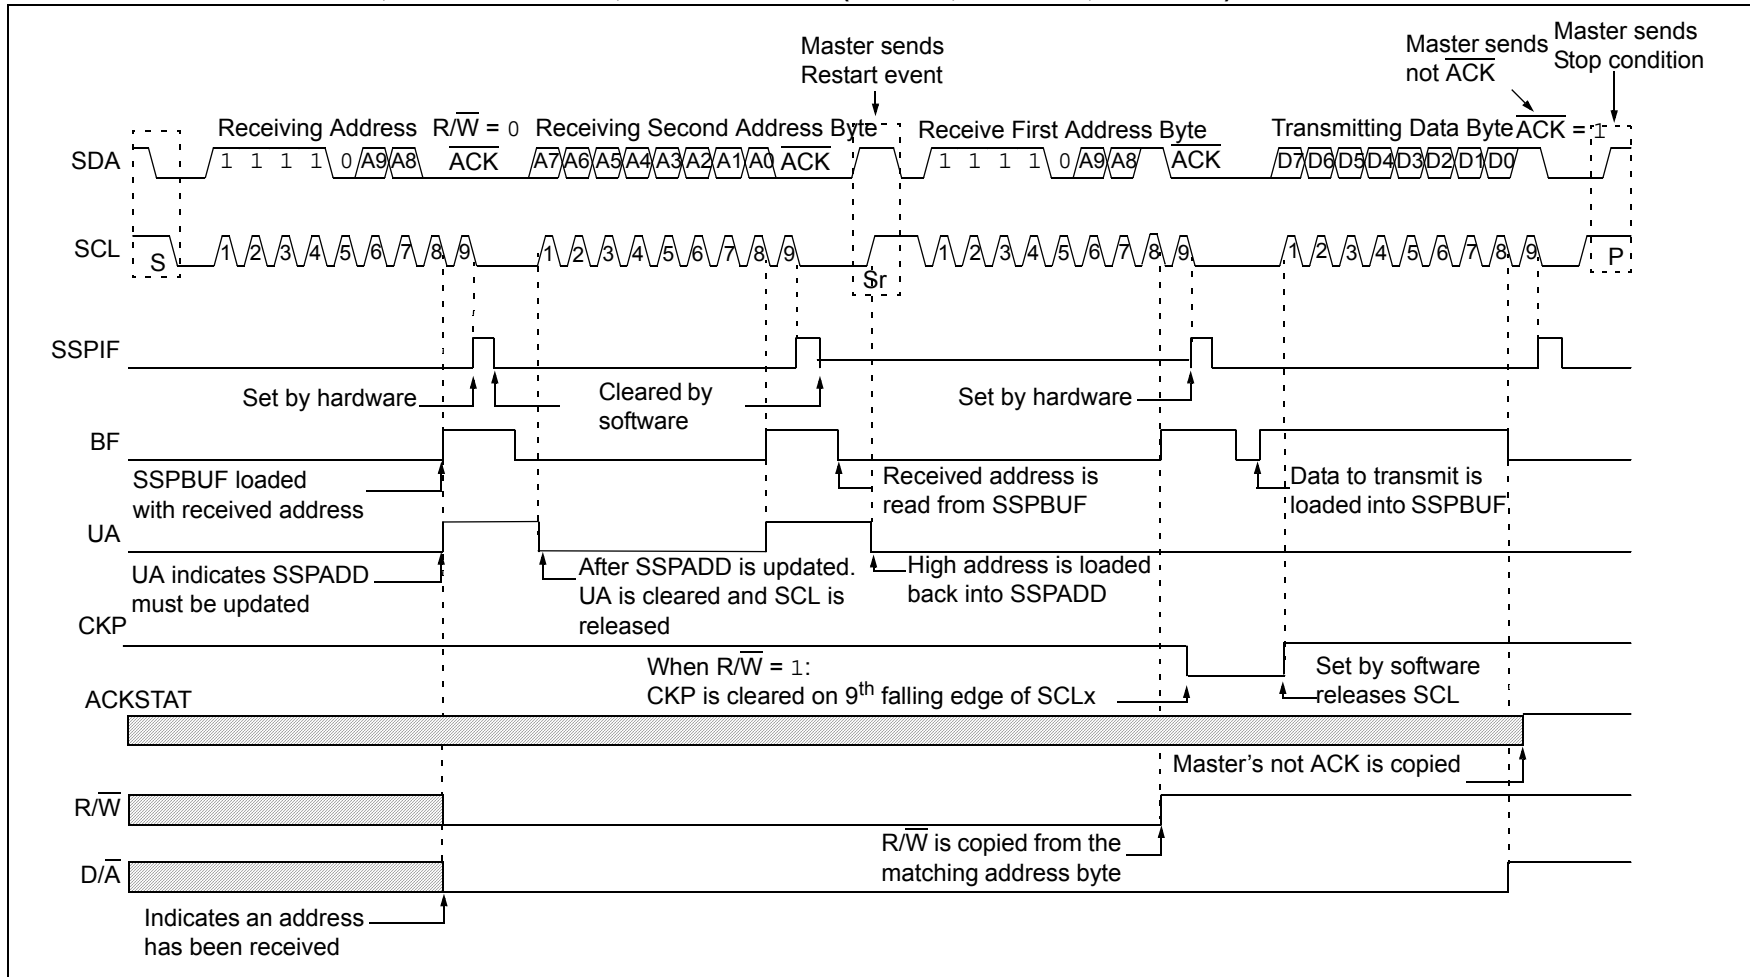 Master sends
Restart event
Master sends
not ACK
Master sends
Stop condition
Receiving Address R/W = 0 Receiving Second Address Byte Receive First Address Byte Transmitting Data Byte ACK = 1
SDA 1 1 1 1 0 A9 A8 ACK A7 A6 A5 A4 A3 A2 A1 A0 ACK 1 1 1 1 0 A9 A8 ACK D7 D6 D5 D4 D3 D2 D1 D0
SCL S 1 2 3 4 5 6 7 8 9 1 2 3 4 5 6 7 8 9 Sr 1 2 3 4 5 6 7 8 9 1 2 3 4 5 6 7 8 9 P
SSPIF
Set by hardware
Cleared by
software
Set by hardware
BF
SSPBUF loaded
with received address
Received address is
read from SSPBUF
Data to transmit is
loaded into SSPBUF
UA
UA indicates SSPADD
must be updated
After SSPADD is updated.
UA is cleared and SCL is
released
High address is loaded
back into SSPADD
CKP
When R/W = 1:
CKP is cleared on 9th falling edge of SCLx
Set by software
releases SCL
ACKSTAT
Master's not ACK is copied
R/W
R/W is copied from the
matching address byte
D/A
Indicates an address
has been received